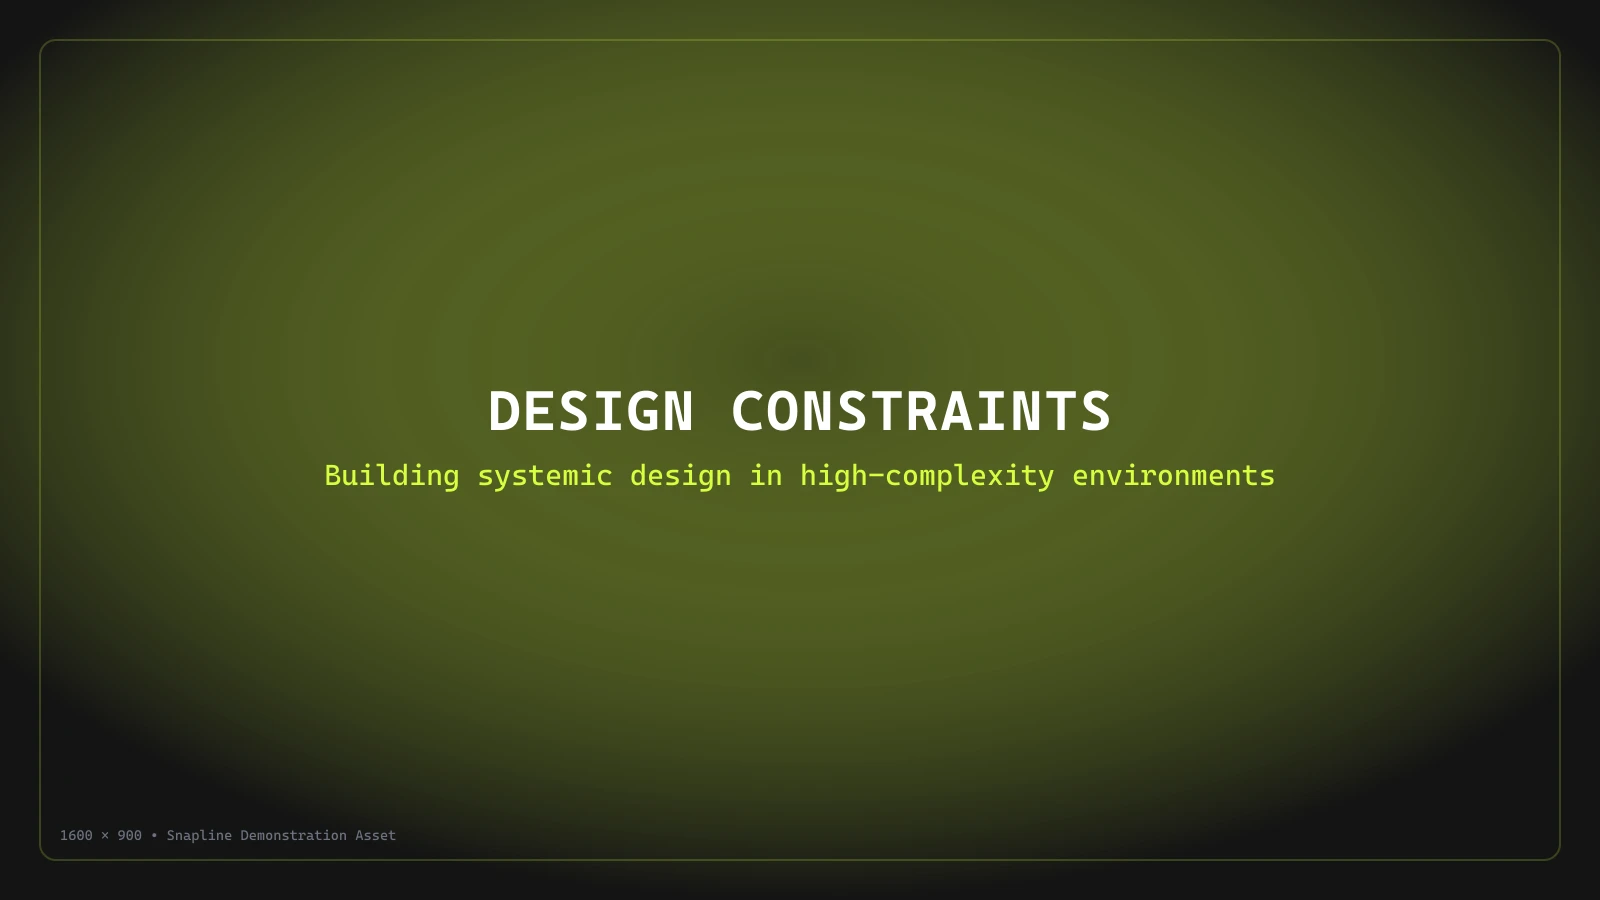 DESIGN CONSTRAINTS
Building systemic design in high-complexity environments
1600 × 900 • Snapline Demonstration Asset